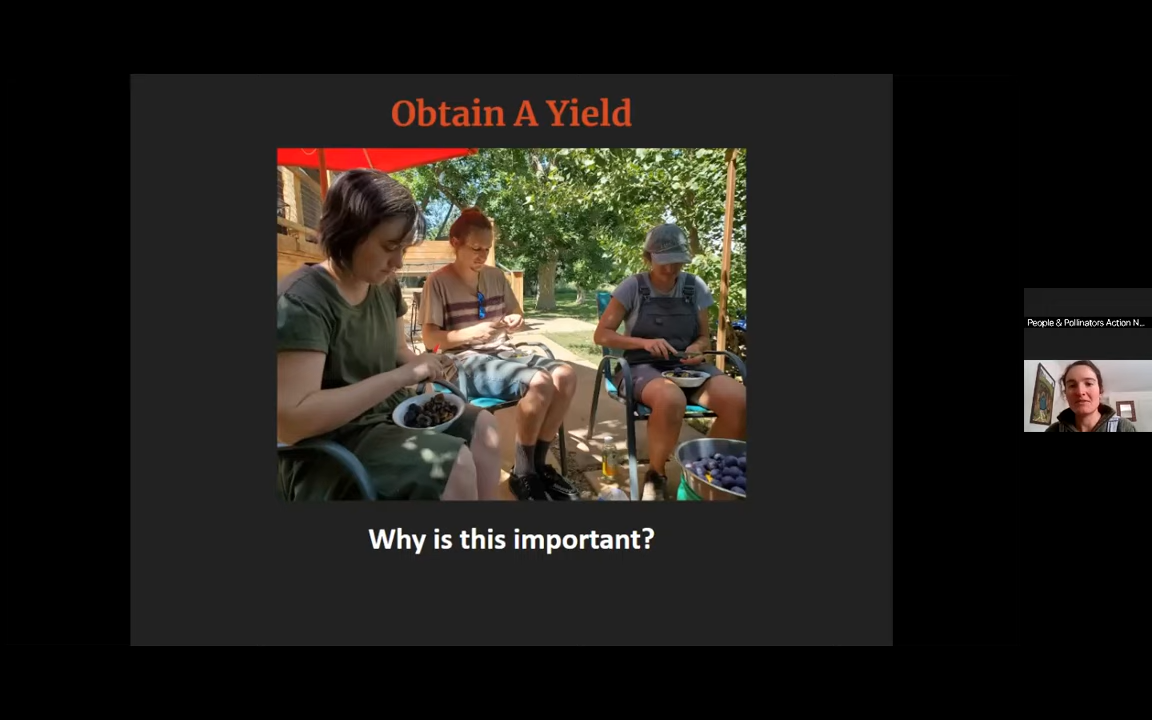 Obtain A Yield
People & Pollinators Action N...
Why is this important?